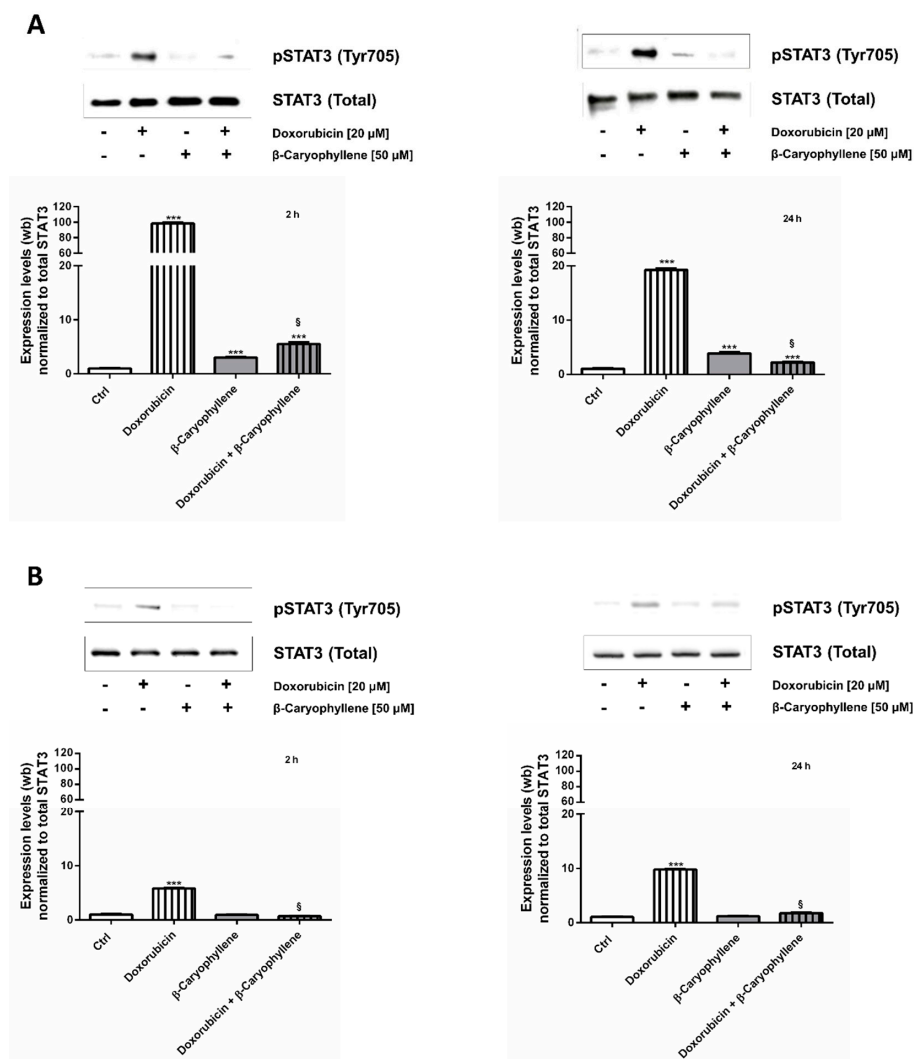 A
pSTAT3 (Tyr705)
STAT3 (Total)
- + - + Doxorubicin [20 µM]
- - + + β-Caryophyllene [50 µM]
Expression levels (wb)
normalized to total STAT3
120
100
80
60
20
10
0
2 h
***
***
§
***
Ctrl
Doxorubicin
β-Caryophyllene
Doxorubicin + β-Caryophyllene
pSTAT3 (Tyr705)
STAT3 (Total)
- + - + Doxorubicin [20 µM]
- - + + β-Caryophyllene [50 µM]
Expression levels (wb)
normalized to total STAT3
120
100
80
60
20
10
0
24 h
***
***
§
***
Ctrl
Doxorubicin
β-Caryophyllene
Doxorubicin + β-Caryophyllene
B
pSTAT3 (Tyr705)
STAT3 (Total)
- + - + Doxorubicin [20 µM]
- - + + β-Caryophyllene [50 µM]
Expression levels (wb)
normalized to total STAT3
120
100
80
60
20
10
0
2 h
***
§
Ctrl
Doxorubicin
β-Caryophyllene
Doxorubicin + β-Caryophyllene
pSTAT3 (Tyr705)
STAT3 (Total)
- + - + Doxorubicin [20 µM]
- - + + β-Caryophyllene [50 µM]
Expression levels (wb)
normalized to total STAT3
120
100
80
60
20
10
0
24 h
***
§
Ctrl
Doxorubicin
β-Caryophyllene
Doxorubicin + β-Caryophyllene